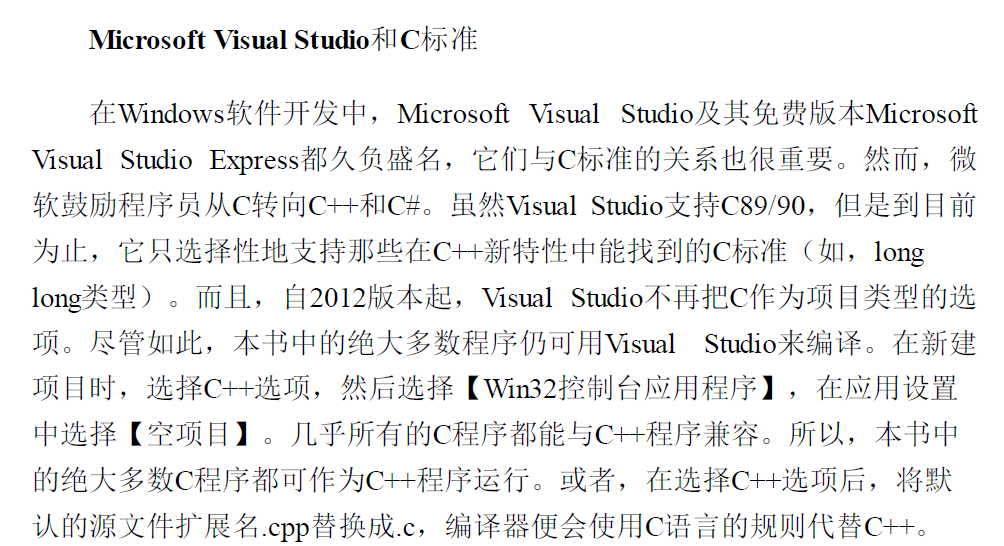 Microsoft Visual Studio和C标准
在Windows软件开发中，Microsoft Visual Studio及其免费版本Microsoft
Visual Studio Express都久负盛名，它们与C标准的关系也很重要。然而，微
软鼓励程序员从C转向C++和C#。虽然Visual Studio支持C89/90，但是到目前
为止，它只选择性地支持那些在C++新特性中能找到的C标准（如，long
long类型）。而且，自2012版本起，Visual Studio不再把C作为项目类型的选
项。尽管如此，本书中的绝大多数程序仍可用Visual Studio来编译。在新建
项目时，选择C++选项，然后选择【Win32控制台应用程序】，在应用设置
中选择【空项目】。几乎所有的C程序都能与C++程序兼容。所以，本书中
的绝大多数C程序都可作为C++程序运行。或者，在选择C++选项后，将默
认的源文件扩展名.cpp替换成.c，编译器便会使用C语言的规则代替C++。